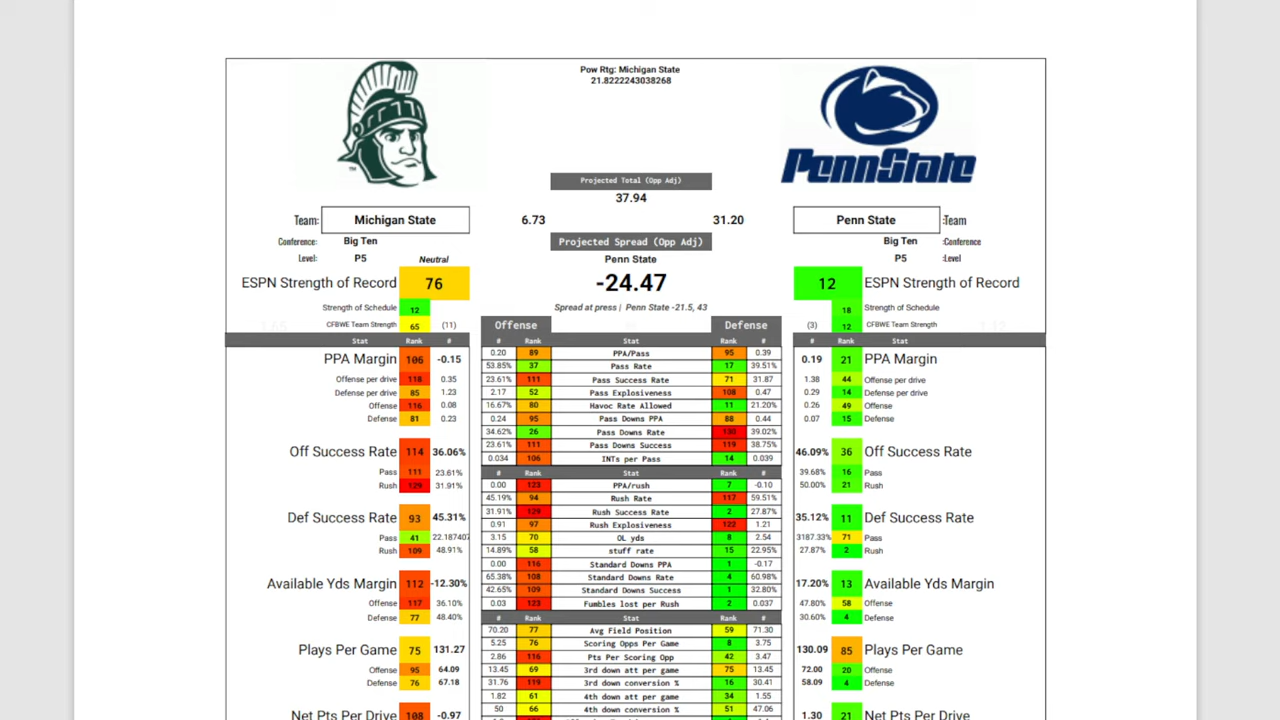 Pow Rtg: Michigan State
21.8222243038268
TM
PennState
Projected Total (Opp Adj)
37.94
Team: Michigan State 6.73 31.20 Penn State :Team
Conference: Big Ten Projected Spread (Opp Adj) Big Ten :Conference
Level: P5 Neutral Penn State P5 :Level
ESPN Strength of Record 76 -24.47 12 ESPN Strength of Record
Strength of Schedule 12 Spread at press | Penn State -21.5, 43 18 Strength of Schedule
CFBWE Team Strength 65 (11) Offense Defense (3) 12 CFBWE Team Strength
Stat Rank # # Rank Stat Rank # # Rank Stat
PPA Margin 106 -0.15 0.19 21 PPA Margin
Offense per drive 118 0.35 1.38 44 Offense per drive
Defense per drive 85 1.23 0.29 14 Defense per drive
Offense 116 0.08 0.26 49 Offense
Defense 81 0.23 0.07 15 Defense
Off Success Rate 114 36.06% 46.09% 36 Off Success Rate
Pass 111 23.61% 39.68% 16 Pass
Rush 129 31.91% 50.00% 21 Rush
Def Success Rate 93 45.31% 35.12% 11 Def Success Rate
Pass 41 22.187407 3187.33% 71 Pass
Rush 109 48.91% 27.87% 2 Rush
Available Yds Margin 112 -12.30% 17.20% 13 Available Yds Margin
Offense 117 36.10% 47.80% 58 Offense
Defense 77 48.40% 30.60% 4 Defense
Plays Per Game 75 131.27 130.09 85 Plays Per Game
Offense 95 64.09 72.00 20 Offense
Defense 76 67.18 58.09 4 Defense
Net Pts Per Drive 108 -0.97 1.30 21 Net Pts Per Drive
0.20 89 PPA/Pass 95 0.39
53.85% 37 Pass Rate 17 39.51%
23.61% 111 Pass Success Rate 71 31.87
2.17 52 Pass Explosiveness 108 0.47
16.67% 80 Havoc Rate Allowed 11 21.20%
0.24 95 Pass Downs PPA 88 0.44
34.62% 26 Pass Downs Rate 130 39.02%
23.61% 111 Pass Downs Success 119 38.75%
0.034 106 INTs per Pass 14 0.039
# Rank Stat Rank #
0.00 123 PPA/rush 7 -0.10
45.19% 94 Rush Rate 117 59.51%
31.91% 129 Rush Success Rate 2 27.87%
0.91 97 Rush Explosiveness 122 1.21
3.15 70 OL yds 8 2.54
14.89% 58 stuff rate 15 22.95%
0.00 116 Standard Downs PPA 1 -0.17
65.38% 108 Standard Downs Rate 4 60.98%
42.65% 109 Standard Downs Success 1 32.80%
0.03 123 Fumbles lost per Rush 2 0.037
# Rank Stat Rank #
70.20 77 Avg Field Position 59 71.30
5.25 76 Scoring Opps Per Game 8 3.75
2.86 116 Pts Per Scoring Opp 42 3.47
13.45 69 3rd down att per game 75 13.45
31.76 119 3rd down conversion % 16 30.41
1.82 61 4th down att per game 34 1.55
50 66 4th down conversion % 51 47.06